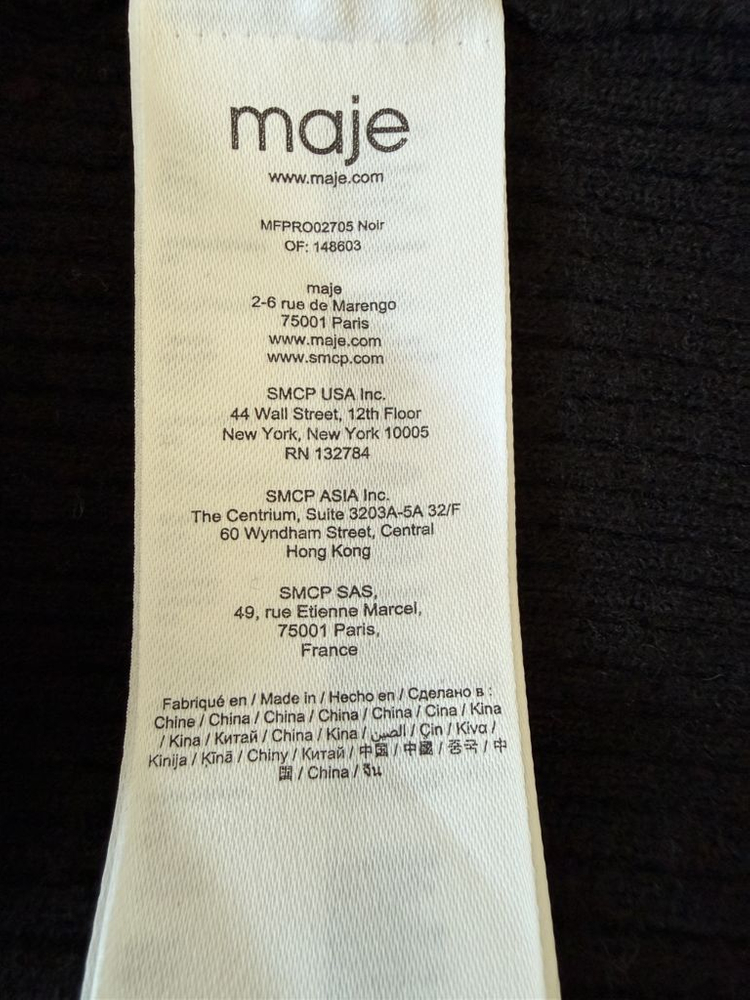 maje
www.maje.com
MFPRO02705 Noir
OF: 148603
maje
2-6 rue de Marengo
75001 Paris
www.maje.com
www.smcp.com
SMCP USA Inc.
44 Wall Street, 12th Floor
New York, New York 10005
RN 132784
SMCP ASIA Inc.
The Centrium, Suite 3203A-5A 32/F
60 Wyndham Street, Central
Hong Kong
SMCP SAS,
49, rue Etienne Marcel,
75001 Paris,
France
Fabriqué en / Made in / Hecho en / Сделано в :
Chine / China / China / China / China / Cina / Kina
/ Kina / Китай / China / Kina / الصين / Çin / Kίνα /
Kinija / Ķīnā / Chiny / Китай / 中国 / 中國 / 중국 / 中
国 / China / จีน